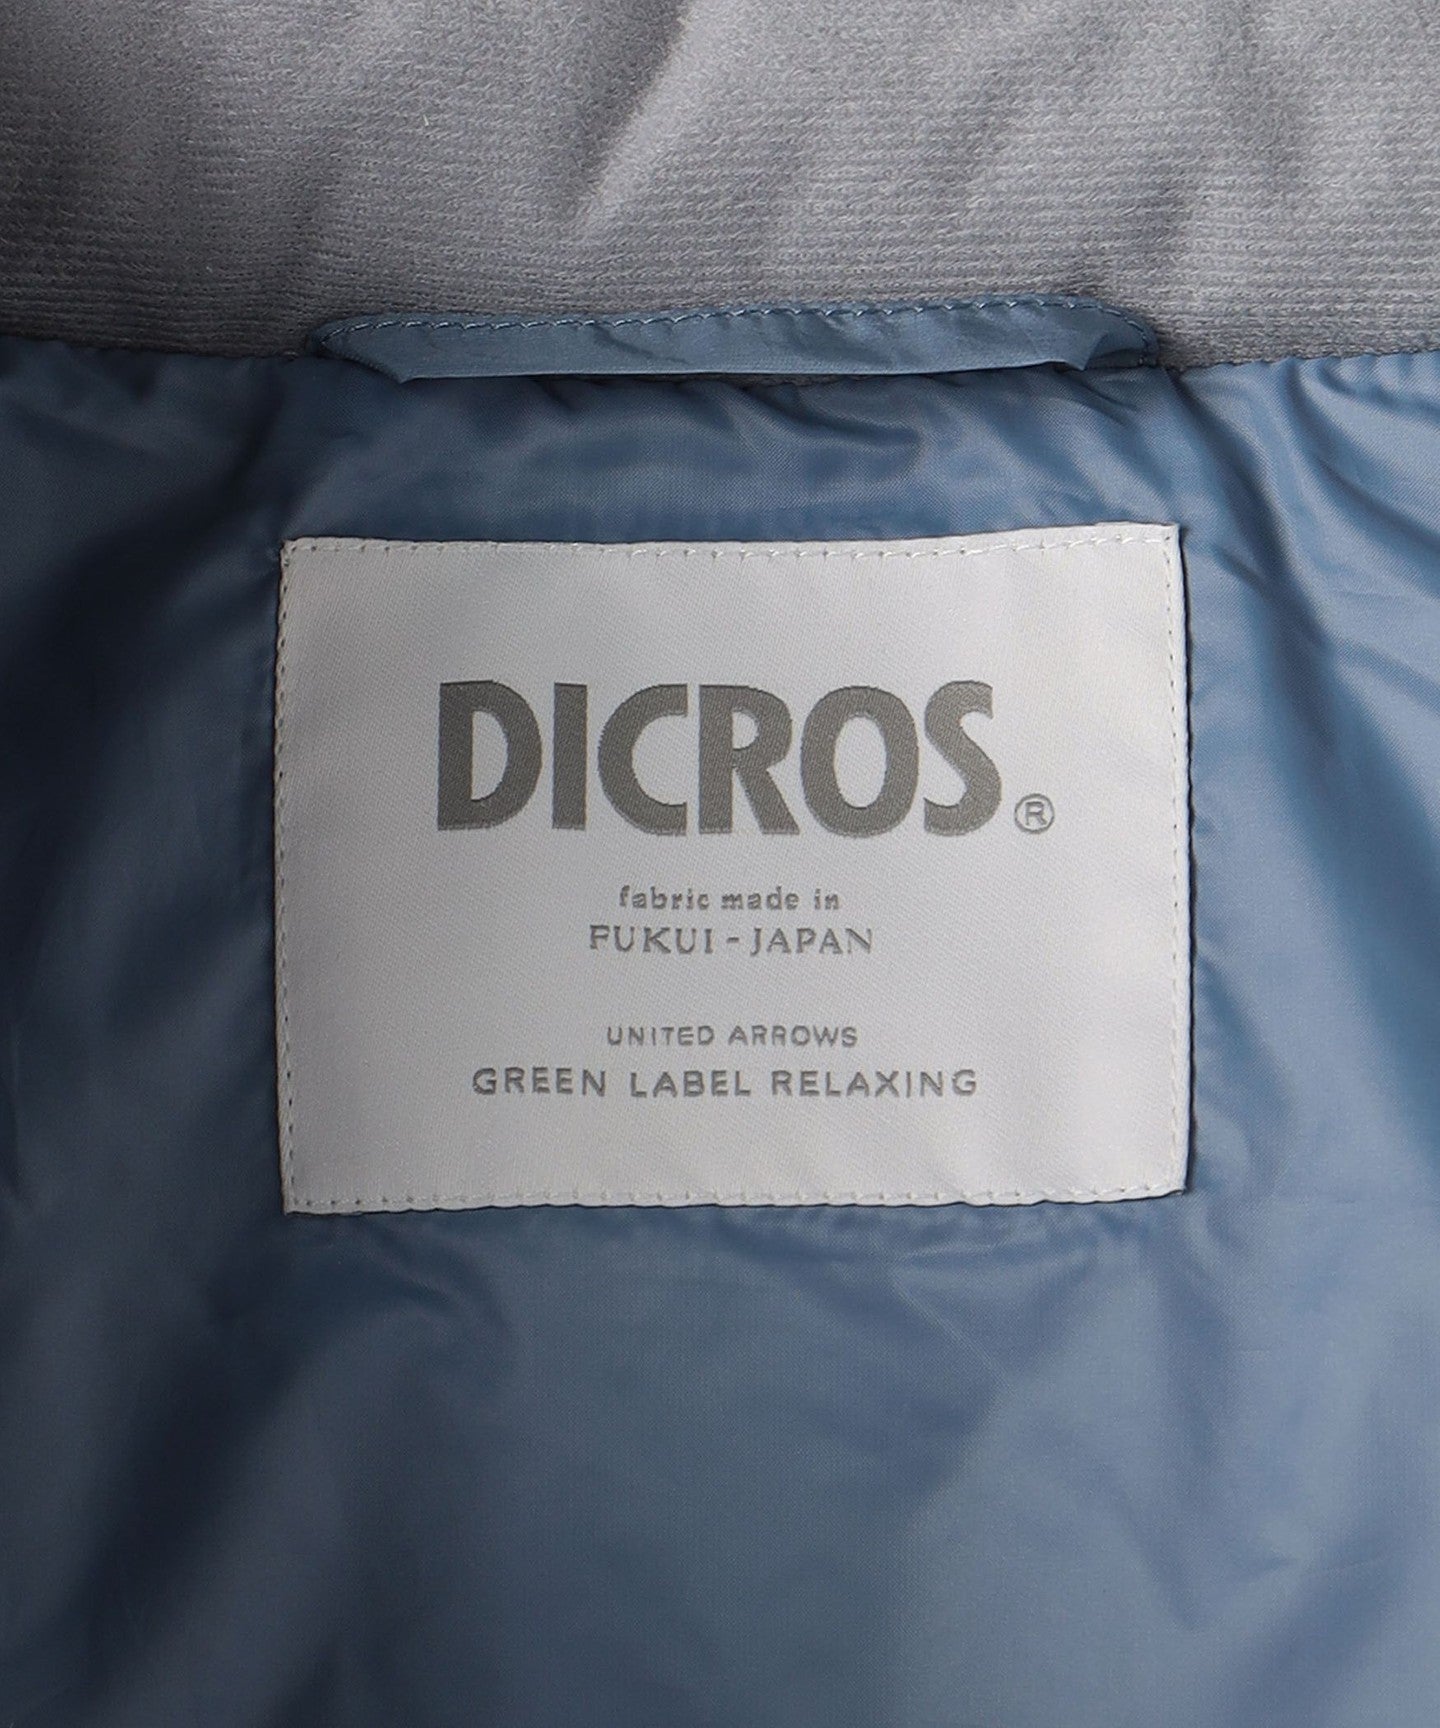 DICROS®
fabric made in
FUKUI - JAPAN
UNITED ARROWS
GREEN LABEL RELAXING